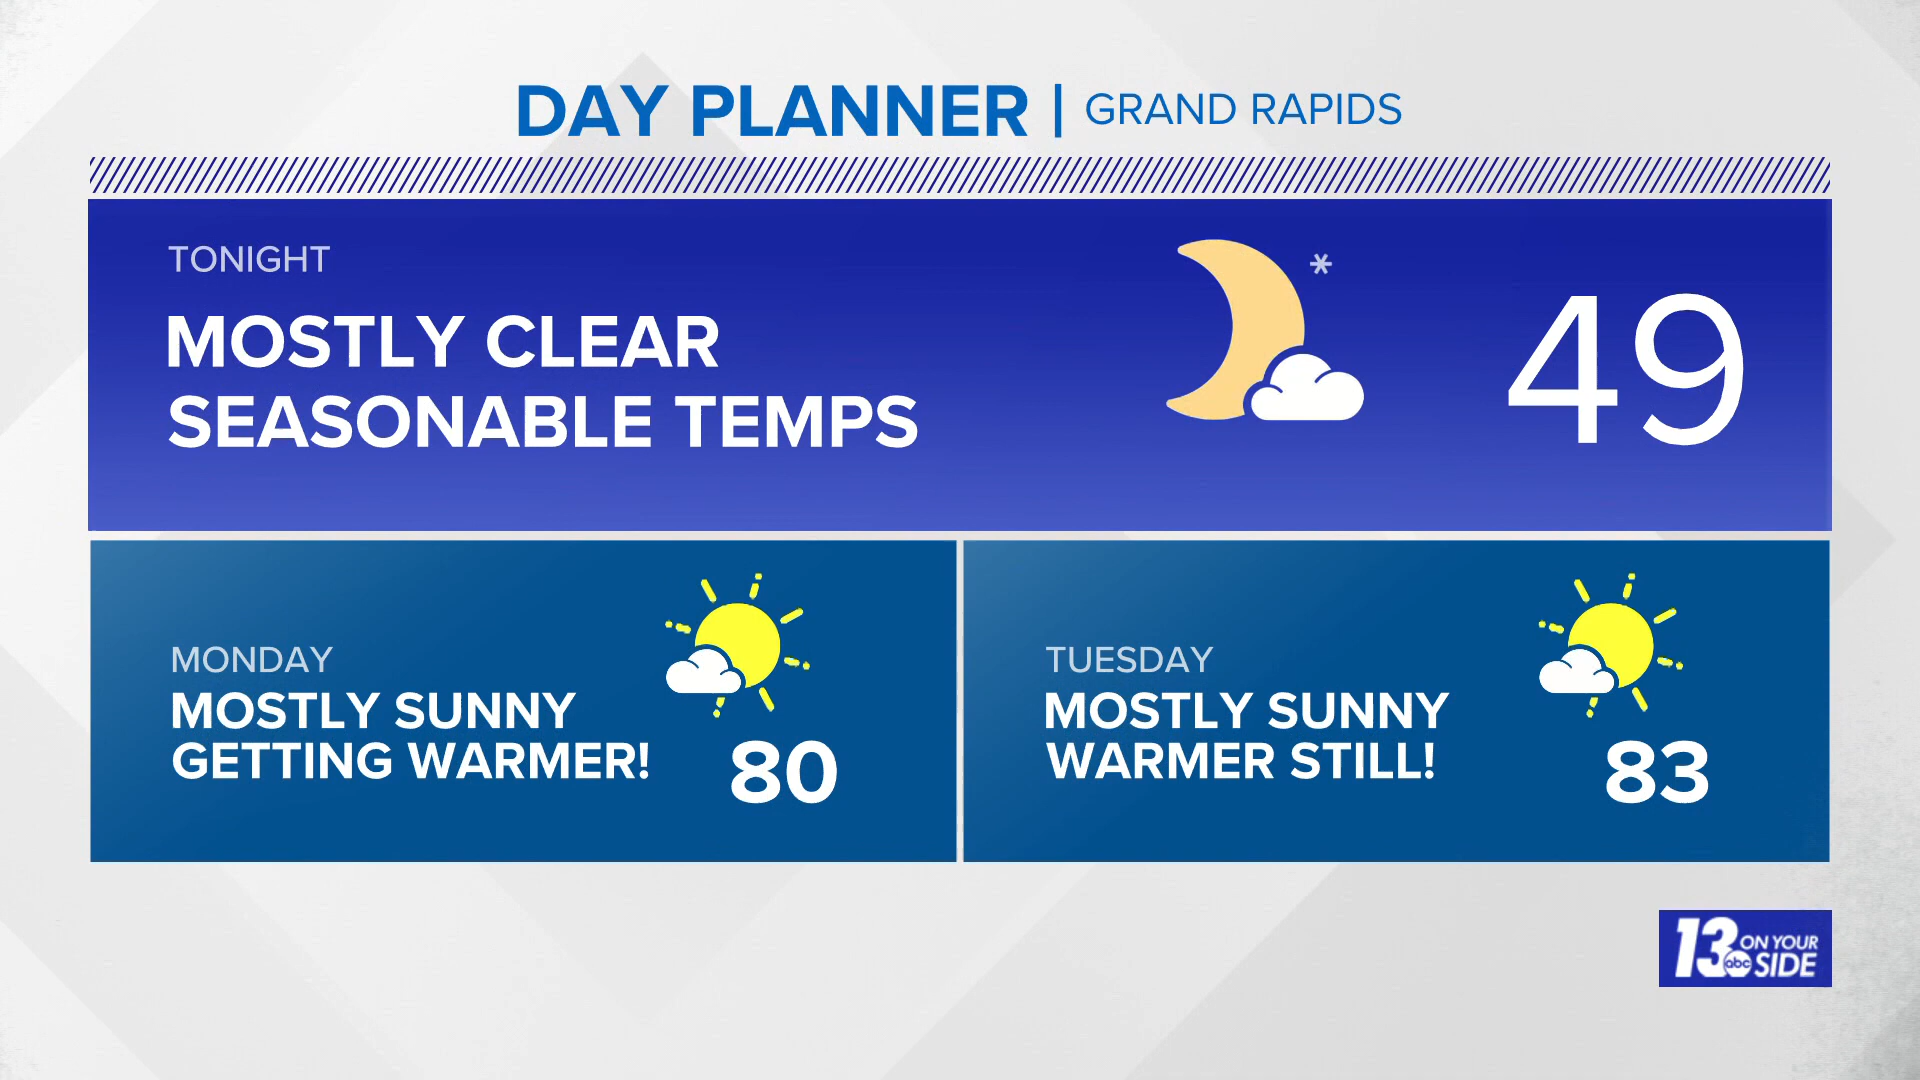 DAY PLANNER | GRAND RAPIDS
TONIGHT
MOSTLY CLEAR
SEASONABLE TEMPS
49
MONDAY
MOSTLY SUNNY
GETTING WARMER!
80
TUESDAY
MOSTLY SUNNY
WARMER STILL!
83
13 ON YOUR
abc SIDE